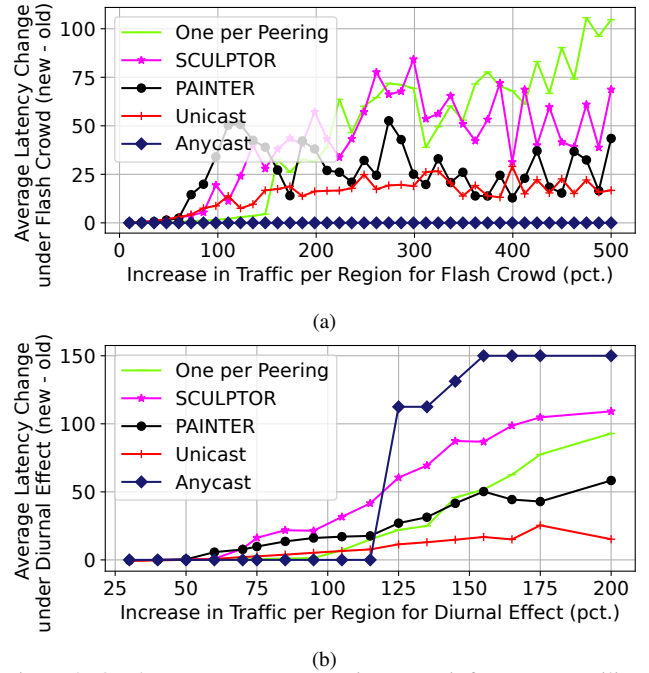 Average Latency Change
under Flash Crowd (new - old)
100
75
50
25
0
One per Peering
SCULPTOR
PAINTER
Unicast
Anycast
0 100 200 300 400 500
Increase in Traffic per Region for Flash Crowd (pct.)
(a)
Average Latency Change
under Diurnal Effect (new - old)
150
100
50
0
One per Peering
SCULPTOR
PAINTER
Unicast
Anycast
25 50 75 100 125 150 175 200
Increase in Traffic per Region for Diurnal Effect (pct.)
(b)